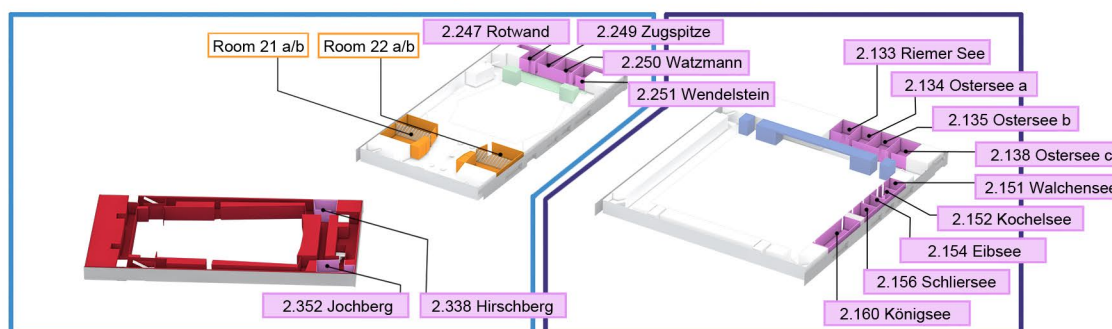 2.247 Rotwand
2.249 Zugspitze
Room 21 a/b
Room 22 a/b
2.250 Watzmann
2.251 Wendelstein
2.133 Riemer See
2.134 Ostersee a
2.135 Ostersee b
2.138 Ostersee c
2.151 Walchensee
2.152 Kochelsee
2.154 Eibsee
2.156 Schliersee
2.160 Königsee
2.352 Jochberg
2.338 Hirschberg